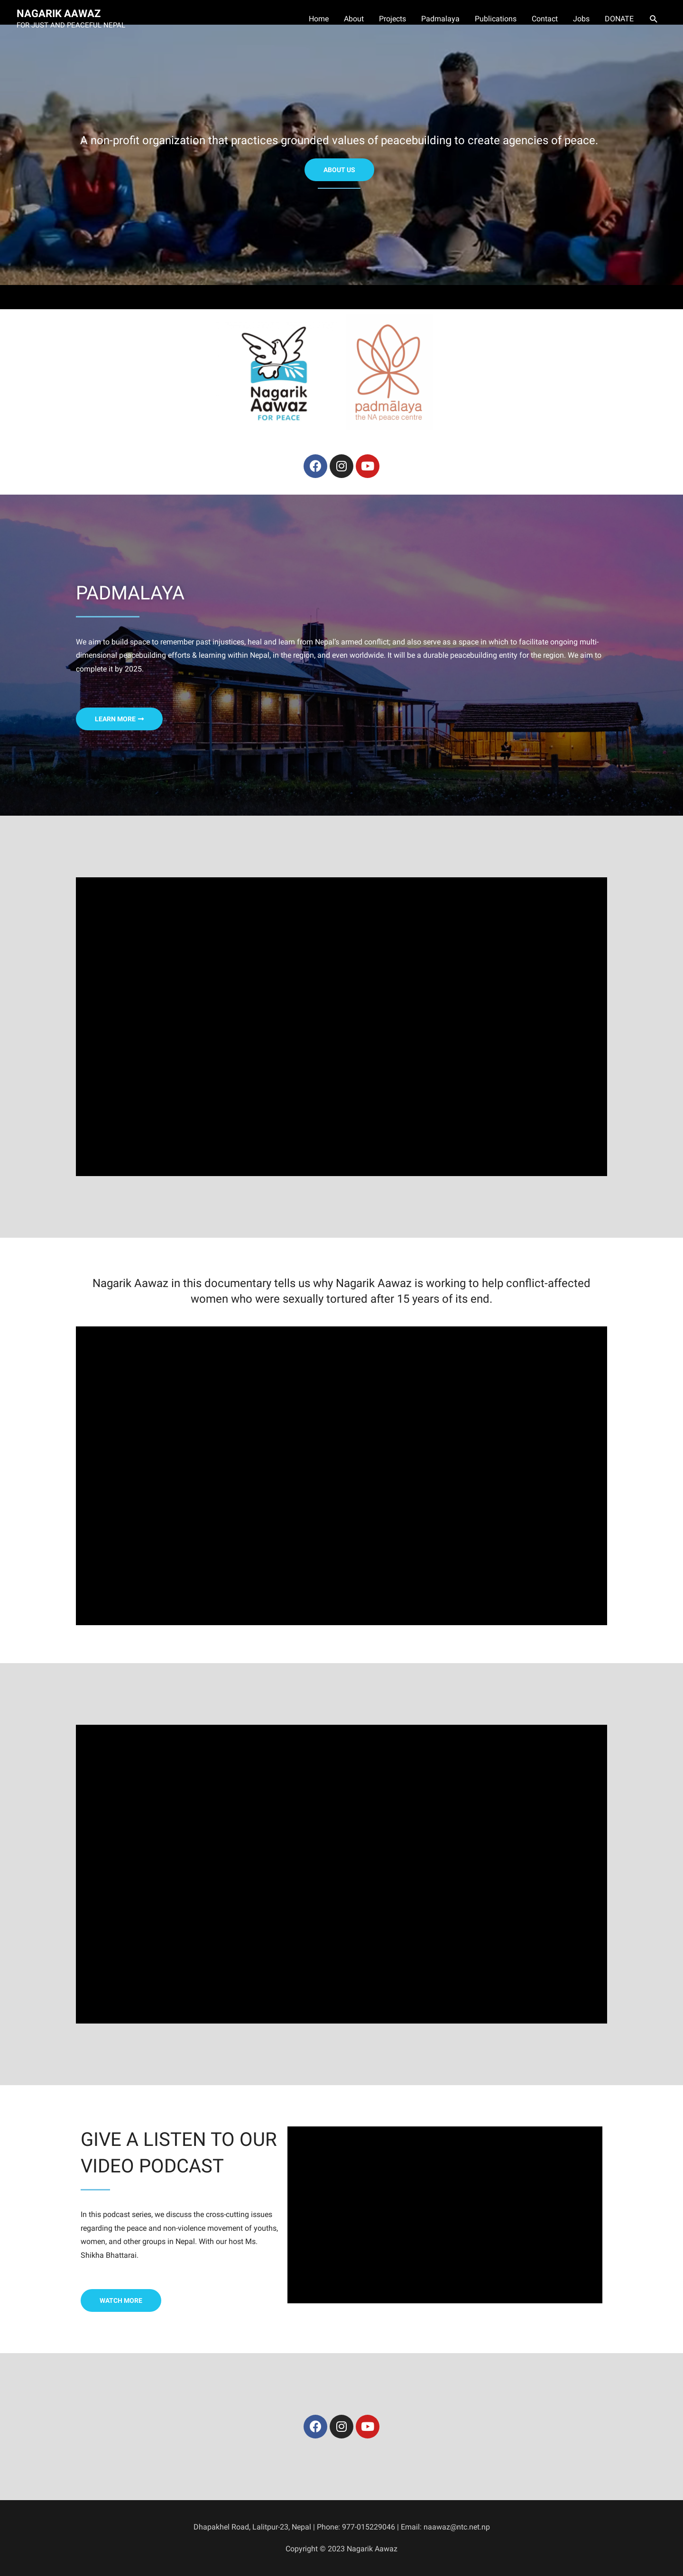 NAGARIK AAWAZ
FOR JUST AND PEACEFUL NEPAL
Home About Projects Padmalaya Publications Contact Jobs DONATE
A non-profit organization that practices grounded values of peacebuilding to create agencies of peace.
ABOUT US
Nagarik
Aawaz
FOR PEACE
padmālaya
the NA peace centre
PADMALAYA
We aim to build space to remember past injustices, heal and learn from Nepal's armed conflict; and also serve as a space in which to facilitate ongoing multi-
dimensional peacebuilding efforts & learning within Nepal, in the region, and even worldwide. It will be a durable peacebuilding entity for the region. We aim to
complete it by 2025.
LEARN MORE
Nagarik Aawaz in this documentary tells us why Nagarik Aawaz is working to help conflict-affected
women who were sexually tortured after 15 years of its end.
GIVE A LISTEN TO OUR
VIDEO PODCAST
In this podcast series, we discuss the cross-cutting issues
regarding the peace and non-violence movement of youths,
women, and other groups in Nepal. With our host Ms.
Shikha Bhattarai.
WATCH MORE
Dhapakhel Road, Lalitpur-23, Nepal | Phone: 977-015229046 | Email: naawaz@ntc.net.np
Copyright © 2023 Nagarik Aawaz